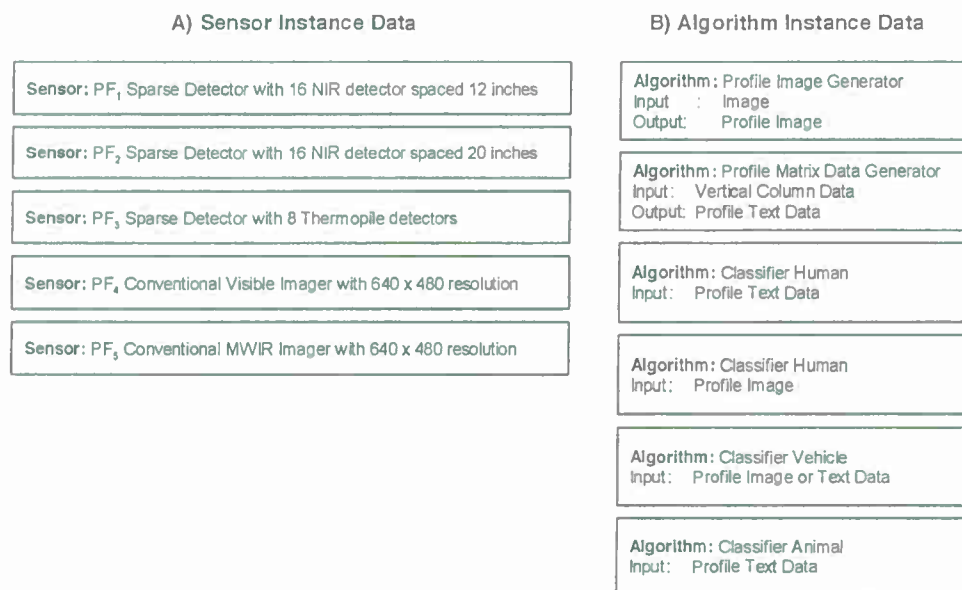 A) Sensor Instance Data
Sensor: PF₁ Sparse Detector with 16 NIR detector spaced 12 inches
Sensor: PF₂ Sparse Detector with 16 NIR detector spaced 20 inches
Sensor: PF₃ Sparse Detector with 8 Thermopile detectors
Sensor: PF₄ Conventional Visible Imager with 640 x 480 resolution
Sensor: PF₅ Conventional MWIR Imager with 640 x 480 resolution
B) Algorithm Instance Data
Algorithm: Profile Image Generator
Input : Image
Output: Profile Image
Algorithm: Profile Matrix Data Generator
Input: Vertical Column Data
Output: Profile Text Data
Algorithm: Classifier Human
Input: Profile Text Data
Algorithm: Classifier Human
Input: Profile Image
Algorithm: Classifier Vehicle
Input: Profile Image or Text Data
Algorithm: Classifier Animal
Input: Profile Text Data